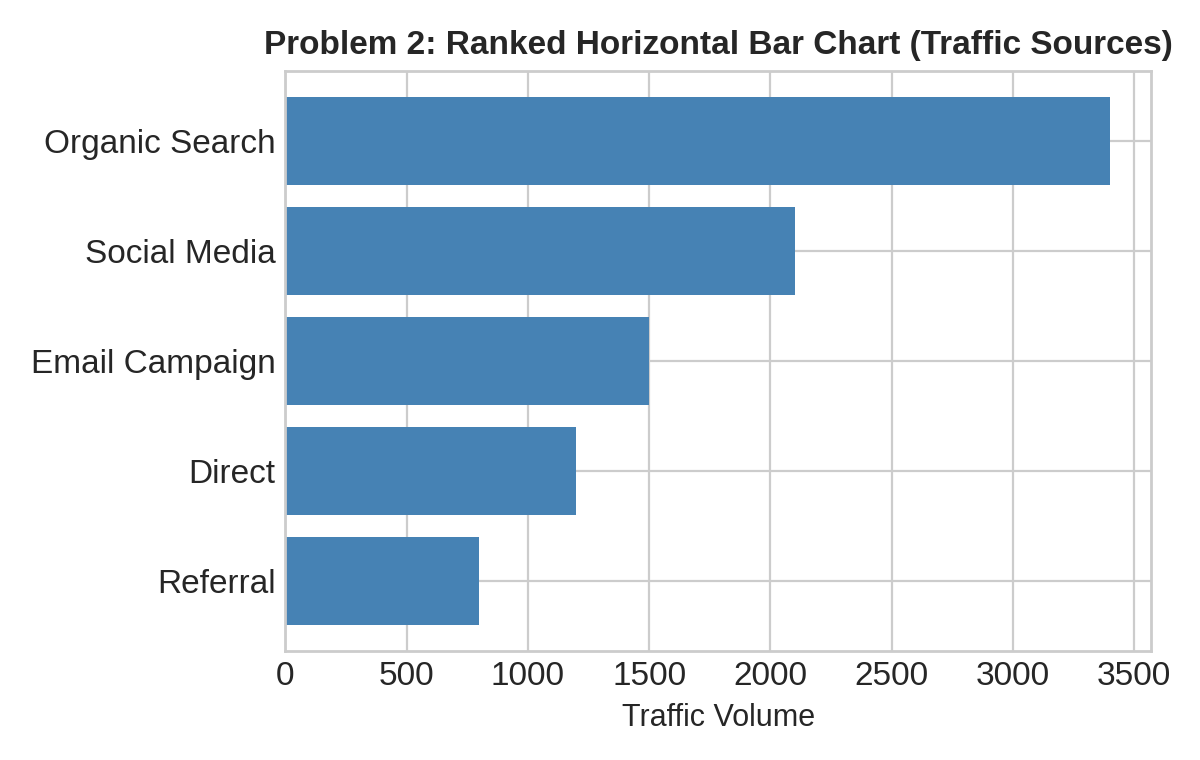 Problem 2: Ranked Horizontal Bar Chart (Traffic Sources)
Organic Search
Social Media
Email Campaign
Direct
Referral
0 500 1000 1500 2000 2500 3000 3500
Traffic Volume